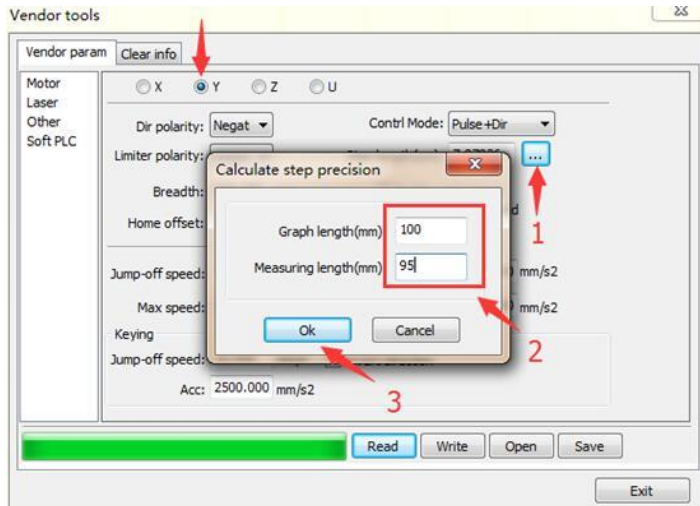 Vendor tools
Vendor param Clear info
Motor
Laser
Other
Soft PLC
X Y Z U
Dir polarity: Negat Contrl Mode: Pulse+Dir
Limiter polarity: ...
Breadth:
Home offset:
Calculate step precision
Graph length(mm) 100
Measuring length(mm) 95
Ok Cancel
1
2
3
Jump-off speed: mm/s2
Max speed: mm/s2
Keying
Jump-off speed:
Acc: 2500.000 mm/s2
Read Write Open Save
Exit